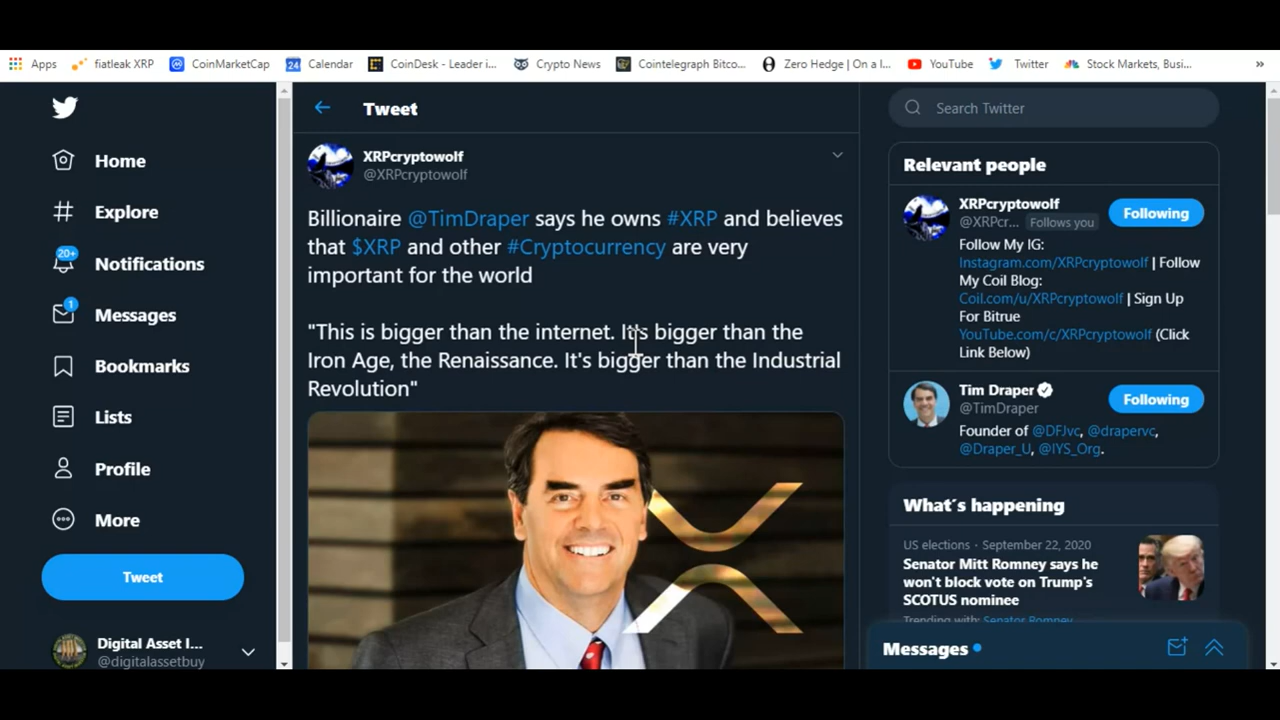 Apps
fiatleak XRP
CoinMarketCap
24
Calendar
CoinDesk - Leader i...
Crypto News
Cointelegraph Bitco...
Zero Hedge | On a l...
YouTube
Twitter
Stock Markets, Busi...
»
Home
Explore
20+
Notifications
1
Messages
Bookmarks
Lists
Profile
More
Tweet
Digital Asset I...
@digitalassetbuy
Tweet
XRPcryptowolf
@XRPcryptowolf
Billionaire @TimDraper says he owns #XRP and believes
that $XRP and other #Cryptocurrency are very
important for the world
"This is bigger than the internet. It's bigger than the
Iron Age, the Renaissance. It's bigger than the Industrial
Revolution"
Search Twitter
Relevant people
XRPcryptowolf
@XRPcr... Follows you
Following
Follow My IG:
Instagram.com/XRPcryptowolf | Follow
My Coil Blog:
Coil.com/u/XRPcryptowolf | Sign Up
For Bitrue
YouTube.com/c/XRPcryptowolf (Click
Link Below)
Tim Draper
@TimDraper
Following
Founder of @DFJvc, @drapervc,
@Draper_U, @IYS_Org.
What´s happening
US elections · September 22, 2020
Senator Mitt Romney says he
won't block vote on Trump's
SCOTUS nominee
Trending with: Senator Romney
Messages